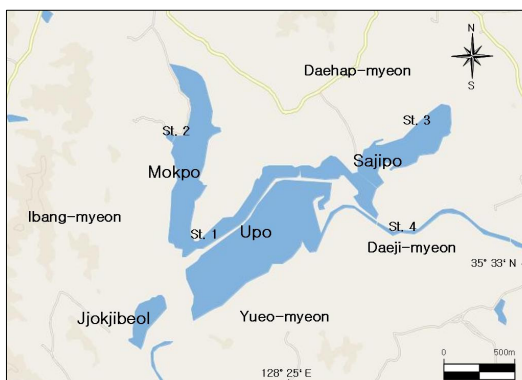 Daehap-myeon
N
S
St. 3
St. 2
Sajipo
Mokpo
Ibang-myeon
St. 1
Upo
St. 4
Daeji-myeon
35° 33' N
Jjokjibeol
Yueo-myeon
0 500m
128° 25' E